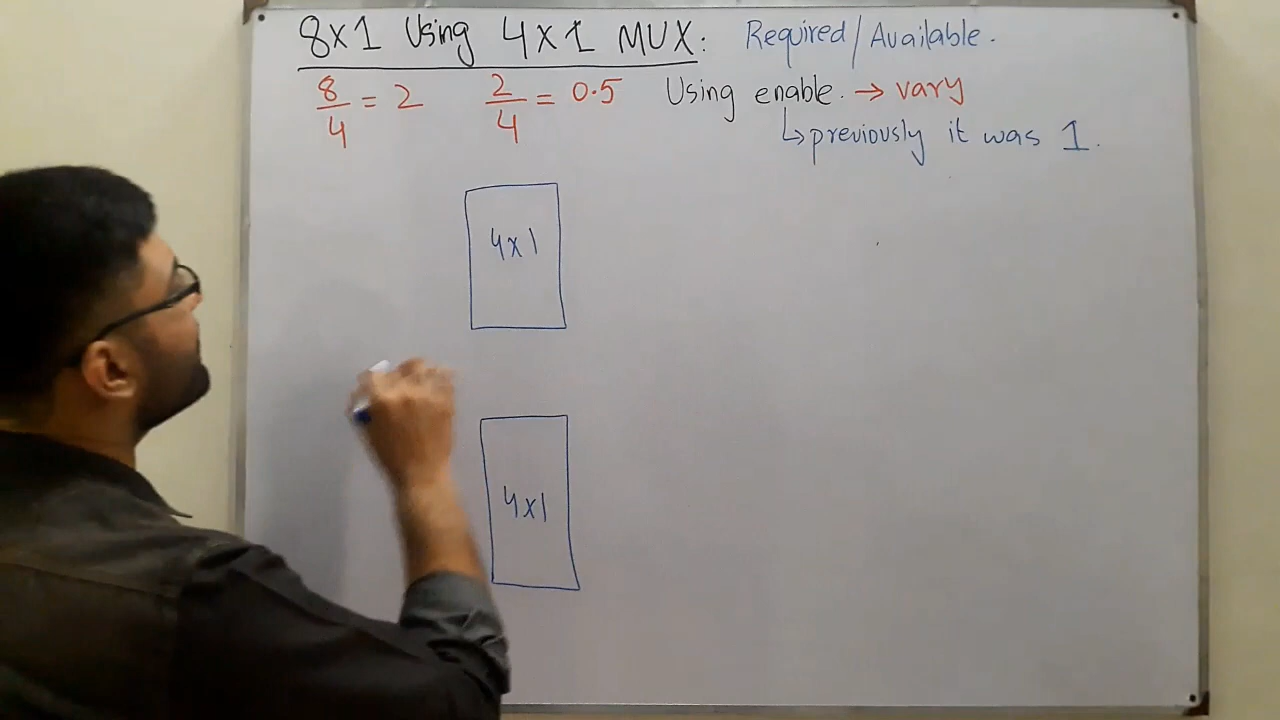 8x1 Using 4x1 MUX: Required/Available.
8/4 = 2 2/4 = 0.5 Using enable. → vary
↳ previously it was 1.
4x1
4x1